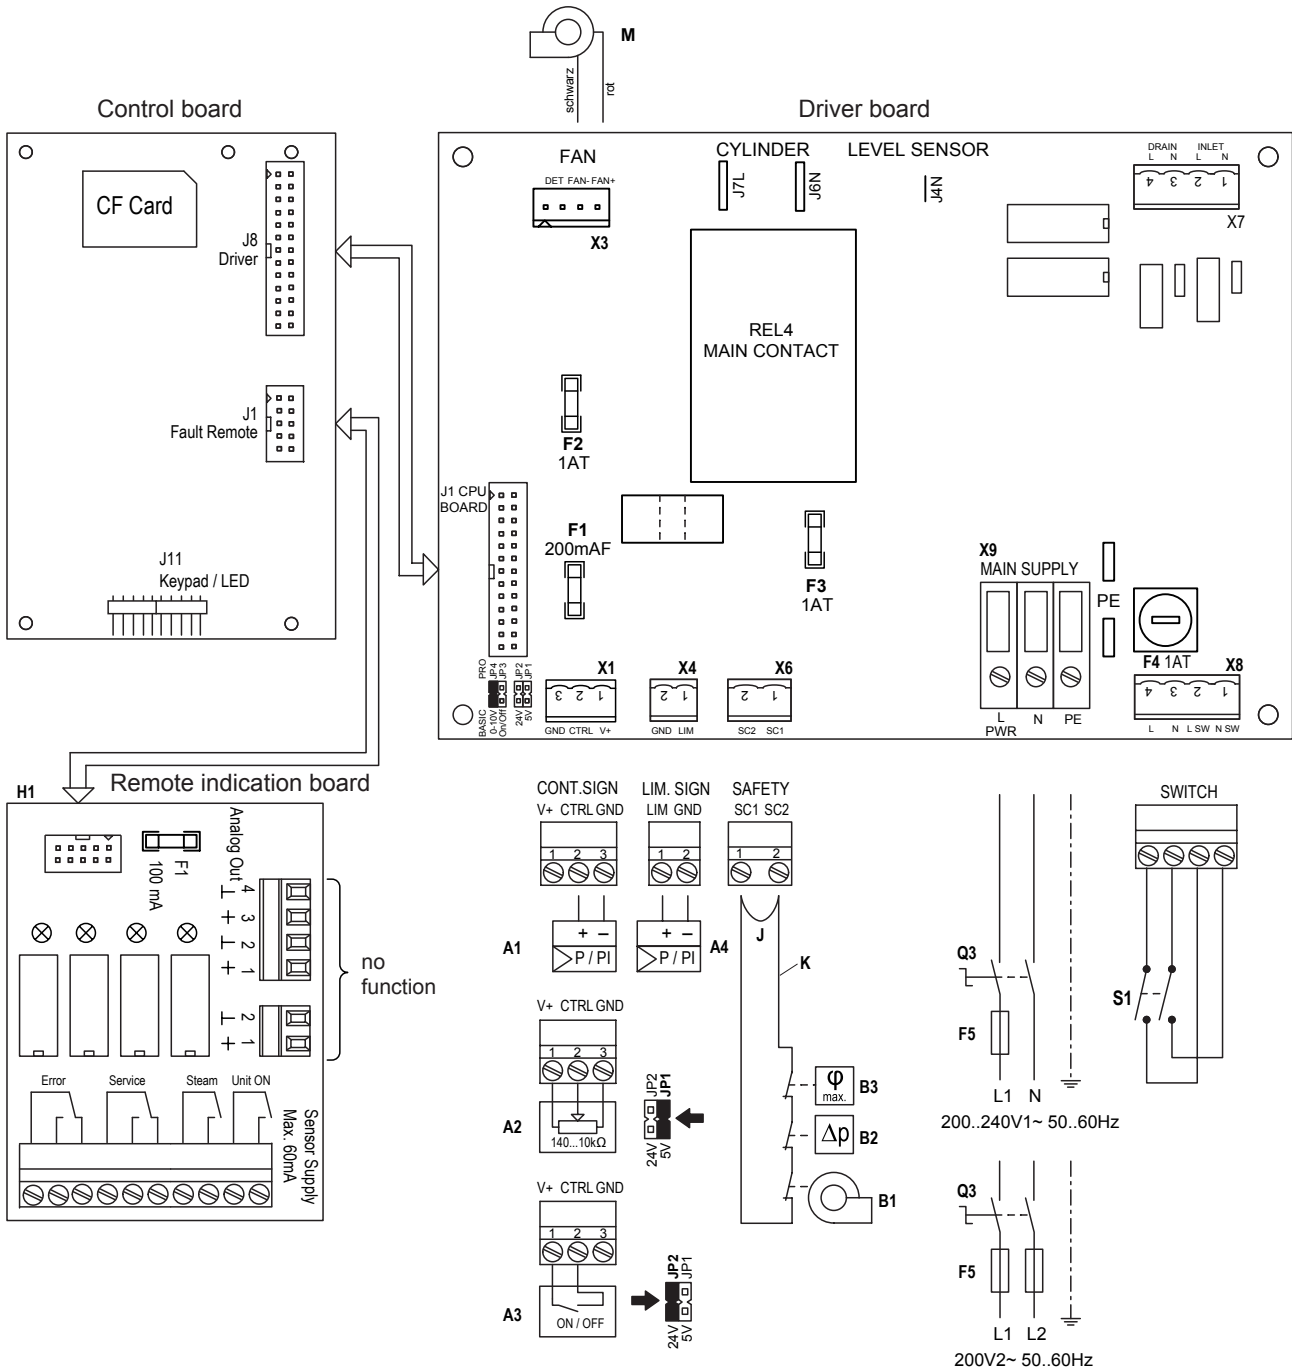 M
schwarz
rot
Control board
Driver board
CF Card
J8
Driver
J1
Fault Remote
J11
Keypad / LED
FAN
DET FAN- FAN+
X3
CYLINDER
J7L
J6N
LEVEL SENSOR
J4N
DRAIN INLET
L N L N
4 3 2 1
X7
REL4
MAIN CONTACT
F2
1AT
J1 CPU
BOARD
F1
200mAF
F3
1AT
X9
MAIN SUPPLY
L
PWR
N
PE
PE
F4 1AT
X8
4 3 2 1
L N L SW N SW
PRO
JP4
JP3
JP2
JP1
BASIC
0-10V
On/Off
24V
5V
X1
3 2 1
GND CTRL V+
X4
2 1
GND LIM
X6
2 1
SC2 SC1
H1
Remote indication board
F1
100 mA
Analog Out
4
3
2
1
2
1
⊥
+
⊥
+
⊥
+
no
function
Error Service Steam Unit ON
Sensor Supply
Max. 60mA
CONT.SIGN
V+ CTRL GND
1 2 3
A1
+ –
P / PI
LIM. SIGN
LIM GND
1 2
+ –
P / PI
A4
SAFETY
SC1 SC2
1 2
J
K
φ
max.
B3
Δp
B2
B1
V+ CTRL GND
1 2 3
A2
140...10kΩ
JP2
JP1
24V
5V
V+ CTRL GND
1 2 3
A3
ON / OFF
JP2
JP1
24V
5V
Q3
F5
L1 N
200..240V1~ 50..60Hz
Q3
F5
L1 L2
200V2~ 50..60Hz
SWITCH
S1